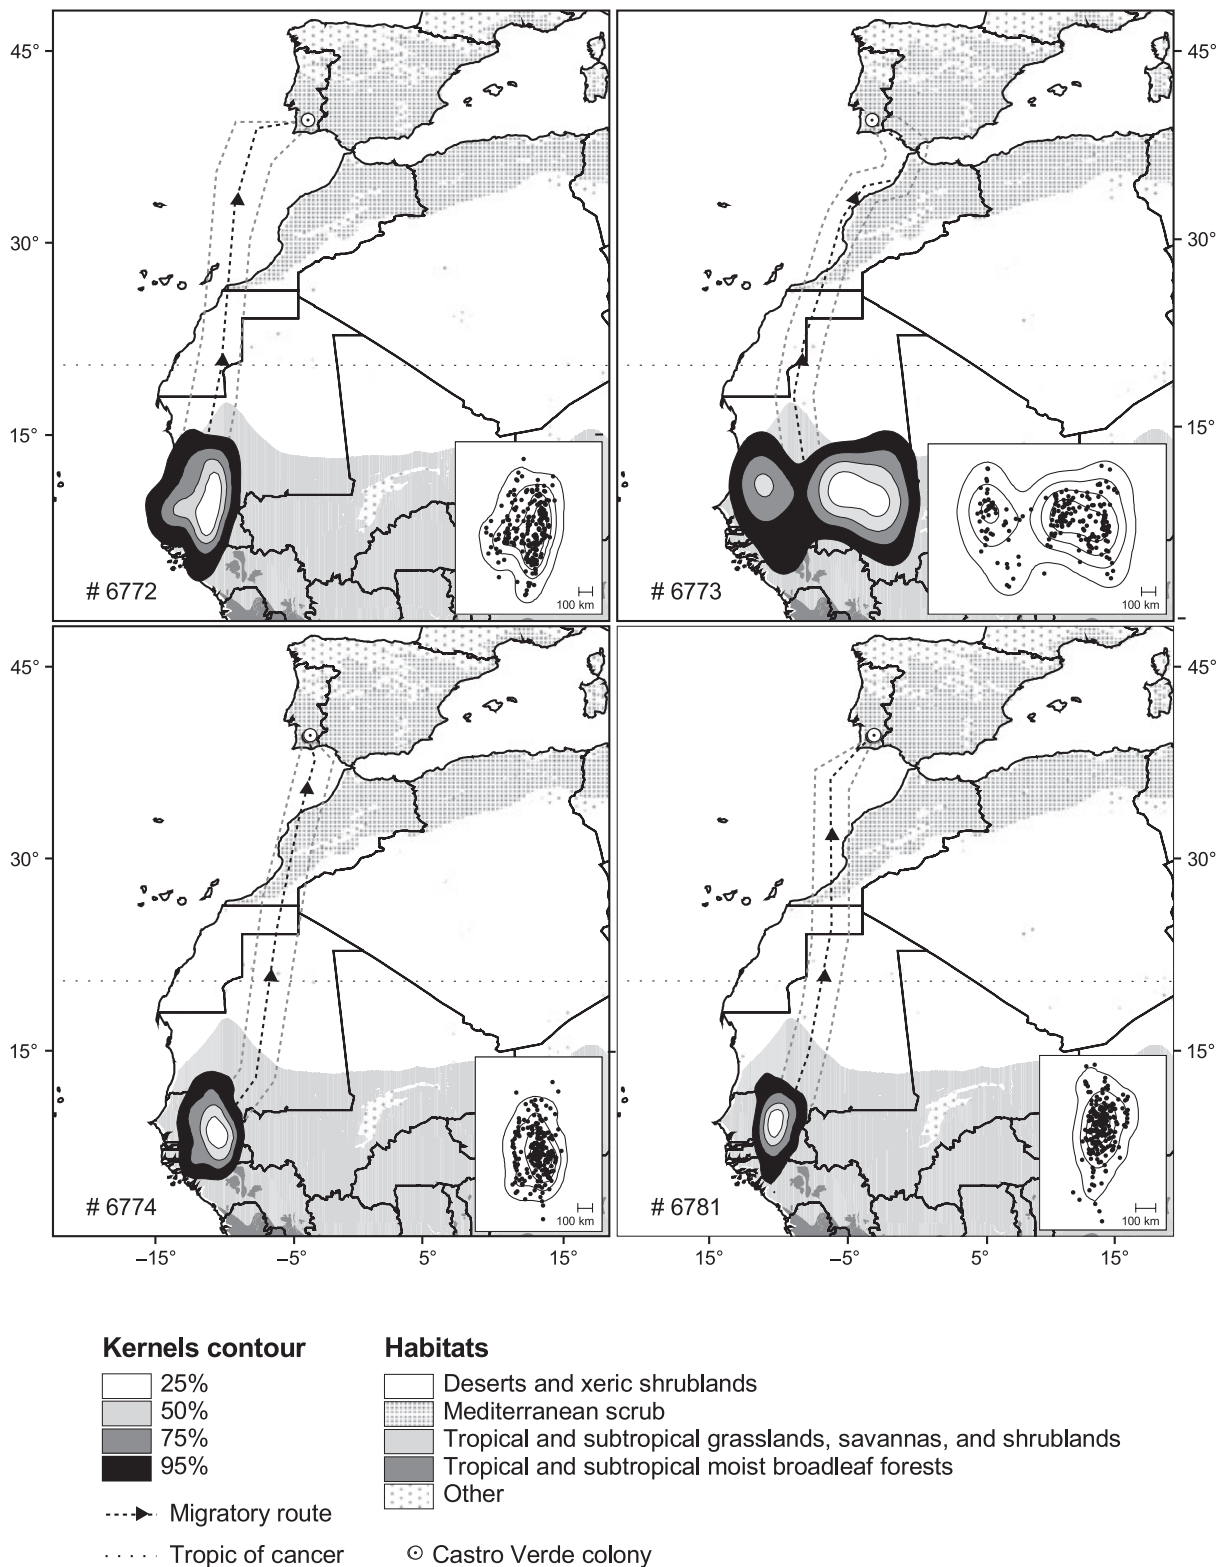 45°
45°
30°
30°
15°
15°
# 6772
100 km
# 6773
100 km
45°
45°
30°
30°
15°
15°
# 6774
100 km
# 6781
100 km
–15°
–5°
5°
15°
15°
–5°
5°
15°
Kernels contour
25%
50%
75%
95%
Migratory route
Tropic of cancer
Habitats
Deserts and xeric shrublands
Mediterranean scrub
Tropical and subtropical grasslands, savannas, and shrublands
Tropical and subtropical moist broadleaf forests
Other
Castro Verde colony